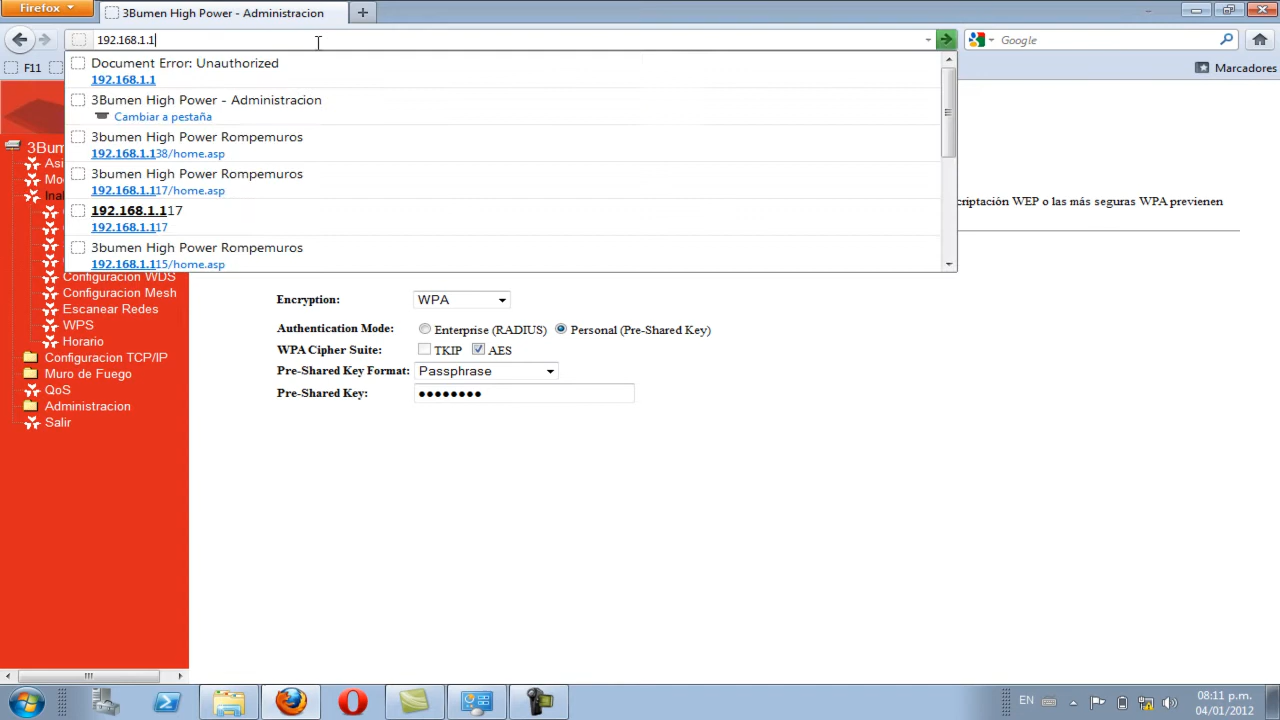 Firefox
3Bumen High Power - Administracion
192.168.1.1
Google
F11
Marcadores
Document Error: Unauthorized
192.168.1.1
3Bumen High Power - Administracion
Cambiar a pestaña
3bumen High Power Rompemuros
192.168.1.138/home.asp
3bumen High Power Rompemuros
192.168.1.117/home.asp
192.168.1.117
192.168.1.117
3bumen High Power Rompemuros
192.168.1.115/home.asp
3Bum
Asi
Mo
Inal
Configuracion WDS
Configuracion Mesh
Escanear Redes
WPS
Horario
Configuracion TCP/IP
Muro de Fuego
QoS
Administracion
Salir
criptación WEP o las más seguras WPA previenen
Encryption: WPA
Authentication Mode: Enterprise (RADIUS) Personal (Pre-Shared Key)
WPA Cipher Suite: TKIP AES
Pre-Shared Key Format: Passphrase
Pre-Shared Key: ●●●●●●●●
EN
08:11 p.m.
04/01/2012